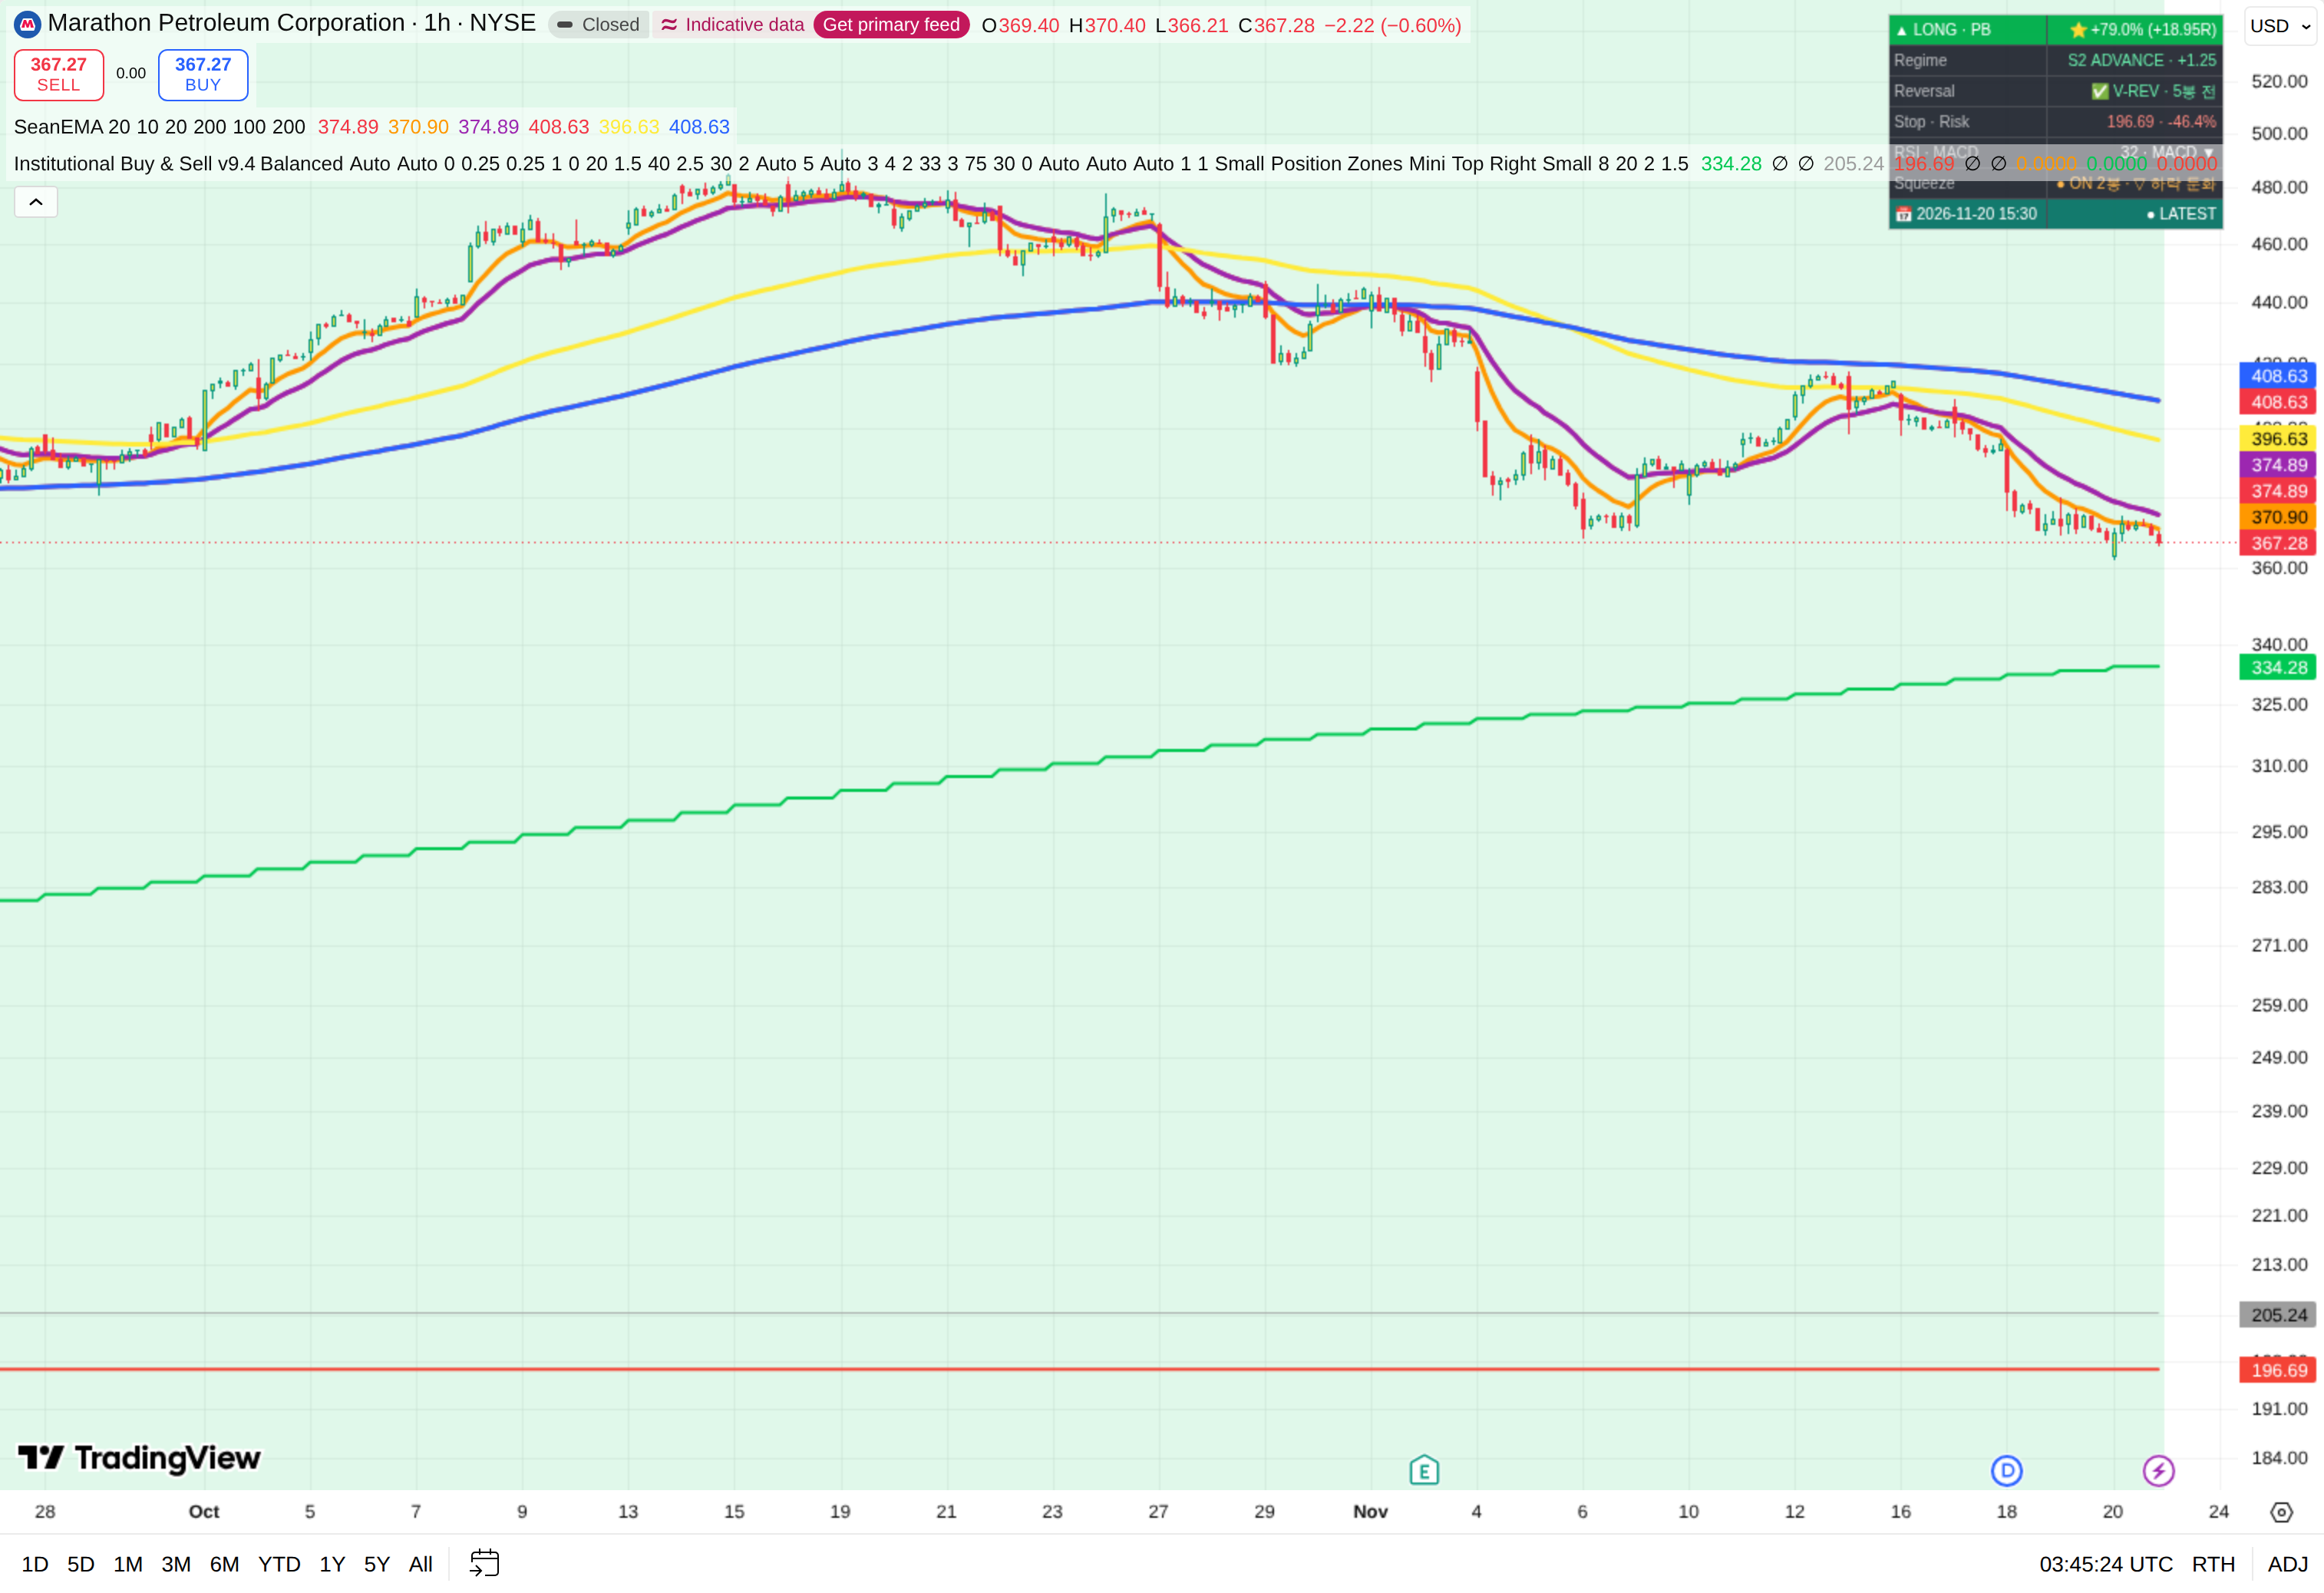 Marathon Petroleum Corporation · 1h · NYSE Closed Indicative data Get primary feed O369.40 H370.40 L366.21 C367.28 −2.22 (−0.60%)
367.27 SELL 0.00 367.27 BUY
SeanEMA 20 10 20 200 100 200 374.89 370.90 374.89 408.63 396.63 408.63
Institutional Buy & Sell v9.4 Balanced Auto Auto 0 0.25 0.25 1 0 20 1.5 40 2.5 30 2 Auto 5 Auto 3 4 2 33 3 75 30 0 Auto Auto Auto 1 1 Small Position Zones Mini Top Right Small 8 20 2 1.5 334.28 ∅ ∅ 205.24 196.69 ∅ ∅ 0.0000 0.0000 0.0000
▲ LONG · PB ⭐ +79.0% (+18.95R)
Regime S2 ADVANCE · +1.25
Reversal ✅ V-REV · 5봉 전
Stop · Risk 196.69 · -46.4%
RSI · MACD 32 · MACD ▼
Squeeze ● ON 2봉 · ▽ 하락 둔화
📅 2026-11-20 15:30 ● LATEST
USD
520.00
500.00
480.00
460.00
440.00
408.63
408.63
396.63
374.89
374.89
370.90
367.28
360.00
340.00
334.28
325.00
310.00
295.00
283.00
271.00
259.00
249.00
239.00
229.00
221.00
213.00
205.24
196.69
191.00
184.00
TradingView
E D
28 Oct 5 7 9 13 15 19 21 23 27 29 Nov 4 6 10 12 16 18 20 24
1D 5D 1M 3M 6M YTD 1Y 5Y All 03:45:24 UTC RTH ADJ